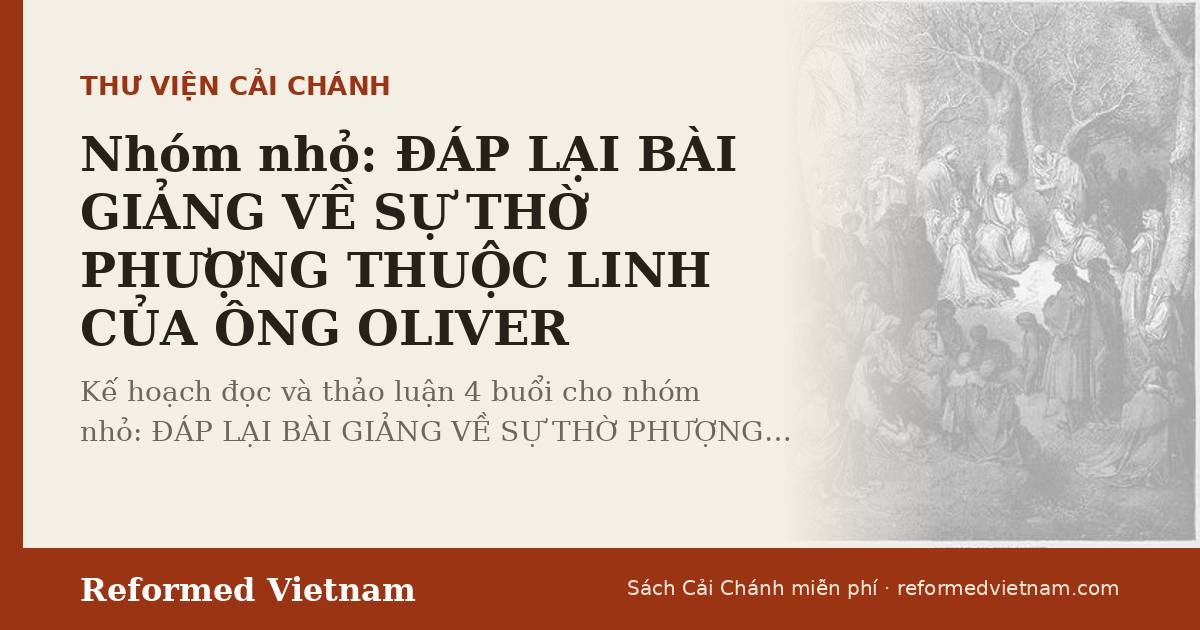 THƯ VIỆN CẢI CHÁNH
Nhóm nhỏ: ĐÁP LẠI BÀI
GIẢNG VỀ SỰ THỜ
PHƯỢNG THUỘC LINH
CỦA ÔNG OLIVER
Kế hoạch đọc và thảo luận 4 buổi cho nhóm
nhỏ: ĐÁP LẠI BÀI GIẢNG VỀ SỰ THỜ PHƯỢNG…
Reformed Vietnam
Sách Cải Chánh miễn phí · reformedvietnam.com